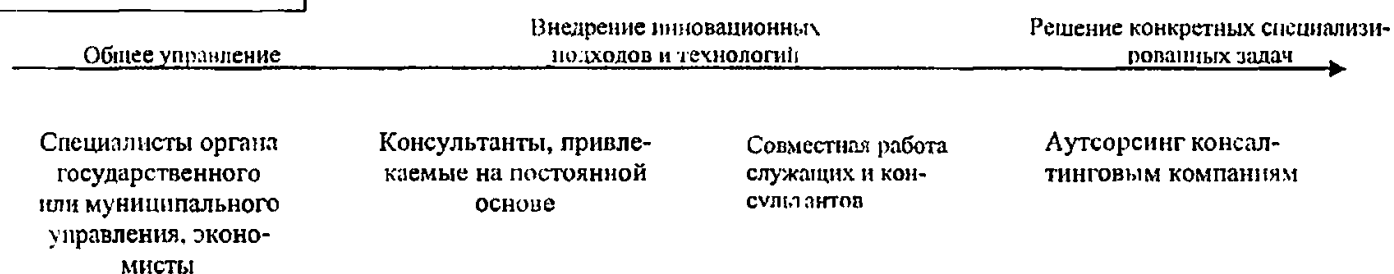 Общее управление
Внедрение инновационных
подходов и технологий
Решение конкретных специализи-
рованных задач
Специалисты органа
государственного
или муниципального
управления, эконо-
мисты
Консультанты, привле-
каемые на постоянной
основе
Совместная работа
служащих и кон-
сультантов
Аутсорсинг консал-
тинговым компаниям